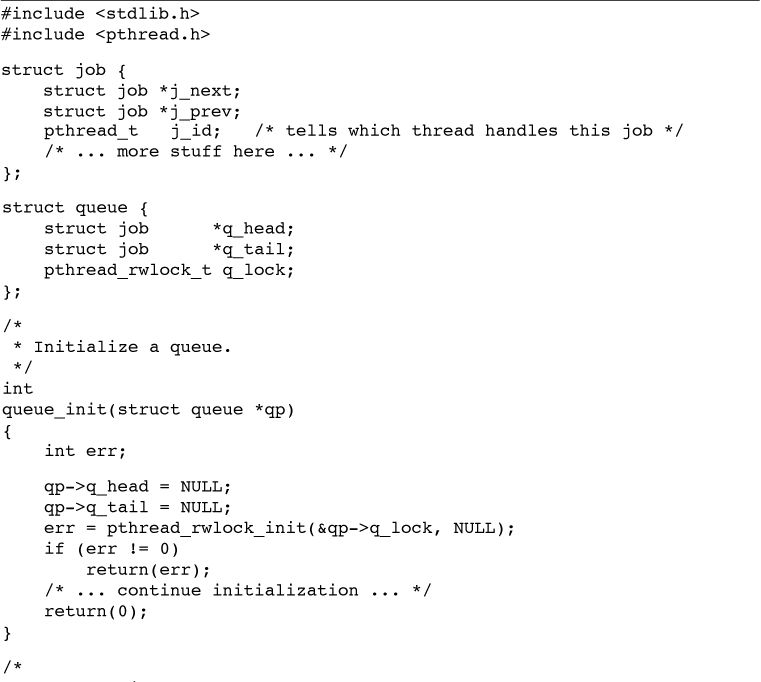 #include <stdlib.h>
#include <pthread.h>
struct job {
    struct job *j_next;
    struct job *j_prev;
    pthread_t   j_id;   /* tells which thread handles this job */
    /* ... more stuff here ... */
};
struct queue {
    struct job      *q_head;
    struct job      *q_tail;
    pthread_rwlock_t q_lock;
};
/*
 * Initialize a queue.
 */
int
queue_init(struct queue *qp)
{
    int err;
    qp->q_head = NULL;
    qp->q_tail = NULL;
    err = pthread_rwlock_init(&qp->q_lock, NULL);
    if (err != 0)
        return(err);
    /* ... continue initialization ... */
    return(0);
}
/*